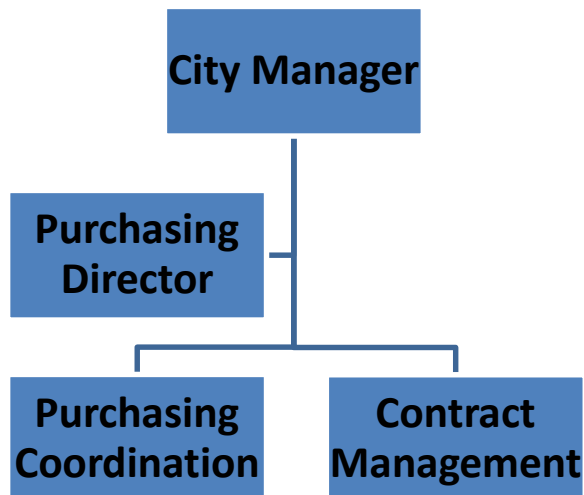 City Manager
Purchasing
Director
Purchasing
Coordination
Contract
Management